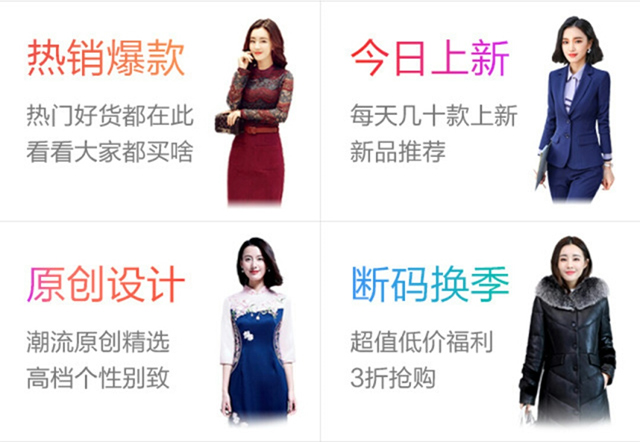 热销爆款
热门好货都在此
看看大家都买啥
今日上新
每天几十款上新
新品推荐
原创设计
潮流原创精选
高档个性别致
断码换季
超值低价福利
3折抢购